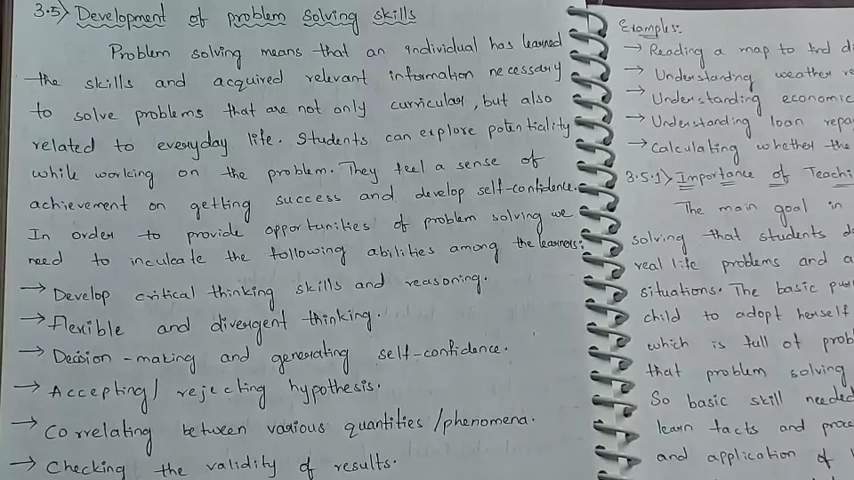 3.5) Development of problem solving skills
Problem solving means that an individual has learned
the skills and acquired relevant information necessary
to solve problems that are not only curricular, but also
related to everyday life. Students can explore potentiality
while working on the problem. They feel a sense of
achievement on getting success and develop self-confidence.
In order to provide opportunities of problem solving we
need to inculcate the following abilities among the learners:
→ Develop critical thinking skills and reasoning.
→ Flexible and divergent thinking.
→ Decision-making and generating self-confidence.
→ Accepting/rejecting hypothesis.
→ Correlating between various quantities/phenomena.
→ Checking the validity of results.
Examples:
→ Reading a map to find
→ Understanding weather
→ Understanding economic
→ Understanding loan
→ Calculating whether the
3.5.1) Importance of
The main goal in
solving that students
real life problems and
situations. The basic
child to adopt herself
which is full of
that problem solving
So basic skill needed
learn facts and
and application of